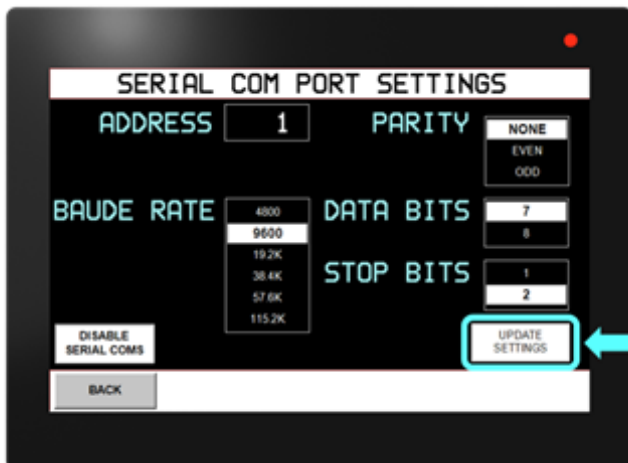 SERIAL COM PORT SETTINGS
ADDRESS 1 PARITY NONE
EVEN
ODD
BAUDE RATE 4800 DATA BITS 7
9600 8
19.2K
38.4K STOP BITS 1
57.6K 2
115.2K
DISABLE
SERIAL COMS
UPDATE
SETTINGS
BACK